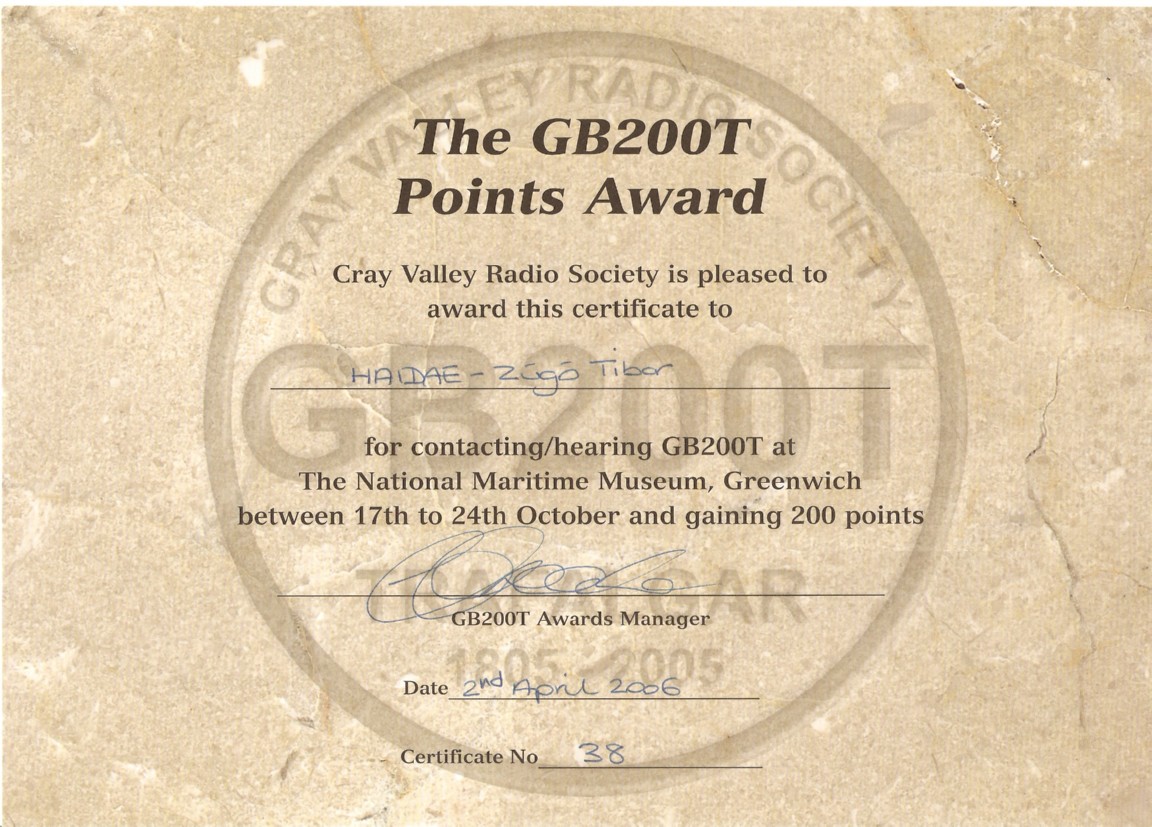 CRAY VALLEY RADIO SOCIETY
The GB200T
Points Award
Cray Valley Radio Society is pleased to
award this certificate to
GB200T
HA1DAE - Zúgó Tibor
for contacting/hearing GB200T at
The National Maritime Museum, Greenwich
between 17th to 24th October and gaining 200 points
TRAFALGAR
GB200T Awards Manager
1805 - 2005
Date 2nd April 2006
Certificate No 38